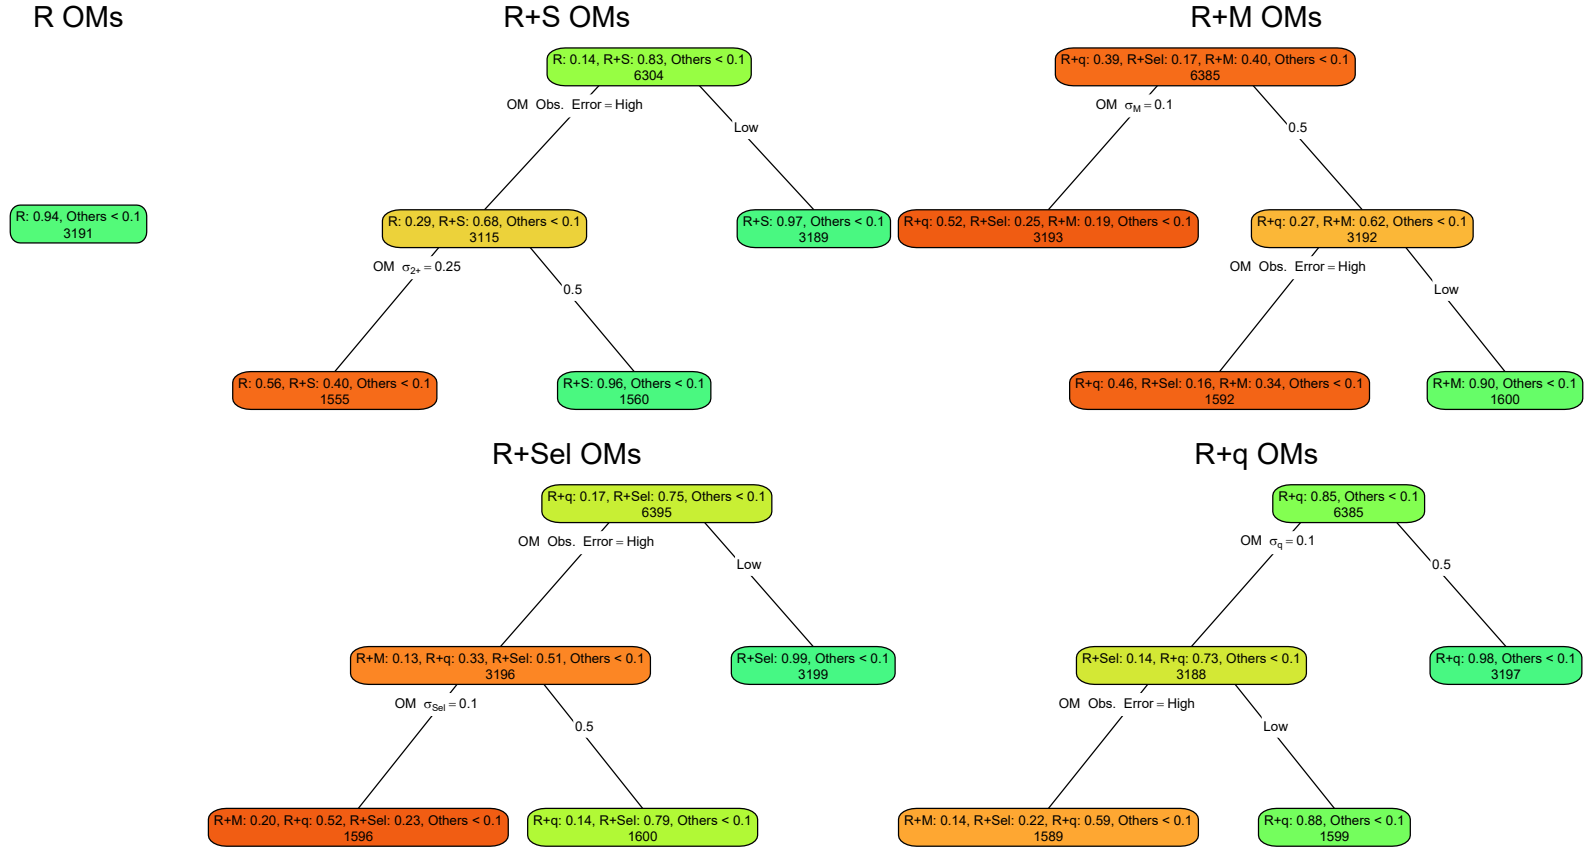 R OMs
R: 0.94, Others < 0.1
3191
R+S OMs
R: 0.14, R+S: 0.83, Others < 0.1
6304
OM Obs. Error = High
Low
R: 0.29, R+S: 0.68, Others < 0.1
3115
R+S: 0.97, Others < 0.1
3189
OM σ2+ = 0.25
0.5
R: 0.56, R+S: 0.40, Others < 0.1
1555
R+S: 0.96, Others < 0.1
1560
R+M OMs
R+q: 0.39, R+Sel: 0.17, R+M: 0.40, Others < 0.1
6385
OM σM = 0.1
0.5
R+q: 0.52, R+Sel: 0.25, R+M: 0.19, Others < 0.1
3193
R+q: 0.27, R+M: 0.62, Others < 0.1
3192
OM Obs. Error = High
Low
R+q: 0.46, R+Sel: 0.16, R+M: 0.34, Others < 0.1
1592
R+M: 0.90, Others < 0.1
1600
R+Sel OMs
R+q: 0.17, R+Sel: 0.75, Others < 0.1
6395
OM Obs. Error = High
Low
R+M: 0.13, R+q: 0.33, R+Sel: 0.51, Others < 0.1
3196
R+Sel: 0.99, Others < 0.1
3199
OM σSel = 0.1
0.5
R+M: 0.20, R+q: 0.52, R+Sel: 0.23, Others < 0.1
1596
R+q: 0.14, R+Sel: 0.79, Others < 0.1
1600
R+q OMs
R+q: 0.85, Others < 0.1
6385
OM σq = 0.1
0.5
R+Sel: 0.14, R+q: 0.73, Others < 0.1
3188
R+q: 0.98, Others < 0.1
3197
OM Obs. Error = High
Low
R+M: 0.14, R+Sel: 0.22, R+q: 0.59, Others < 0.1
1589
R+q: 0.88, Others < 0.1
1599